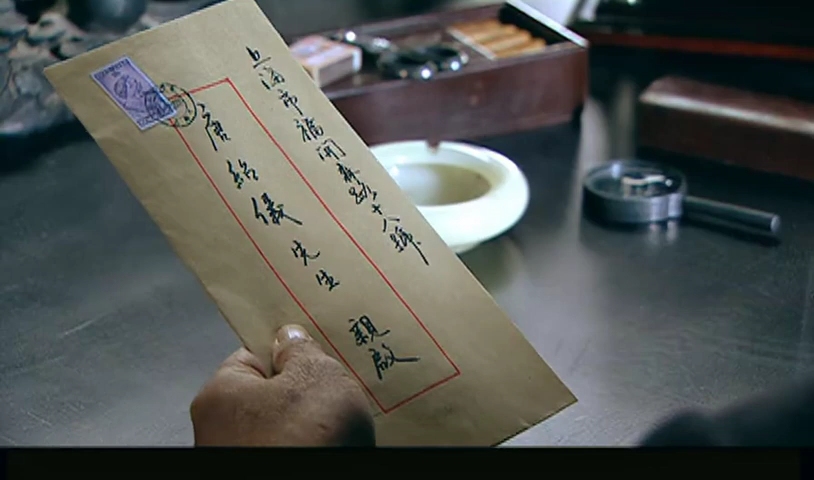 上海市福開森路十八號
唐紹儀先生 親啟